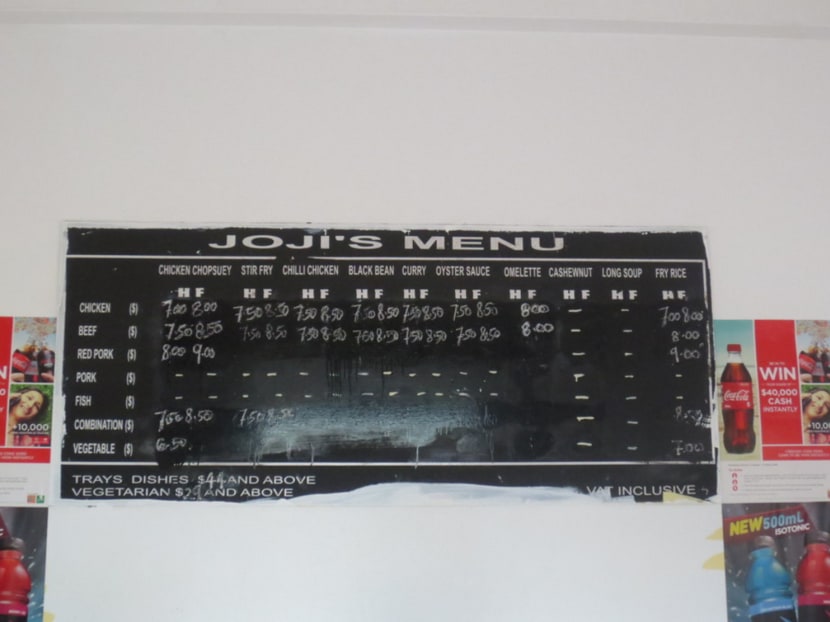 JOJI'S MENU
CHICKEN CHOPSUEY STIR FRY CHILLI CHICKEN BLACK BEAN CURRY OYSTER SAUCE OMELETTE CASHEWNUT LONG SOUP FRY RICE
H F H F H F H F H F H F H F H F H F H F
CHICKEN ($) 7.00 8.00 7.50 8.50 7.50 8.50 7.50 8.50 7.50 8.50 7.50 8.50 8.00 - - 7.00 8.00
BEEF ($) 7.50 8.50 7.50 8.50 7.50 8.50 7.50 8.50 7.50 8.50 7.50 8.50 8.00 - - 8.00
RED PORK ($) 8.00 9.00 - - 9.00
PORK ($) - - - - - - - - - - - - - - - -
FISH ($) - - - - - - - - - - - - - - - -
COMBINATION ($) 7.50 8.50 7.50 8.50 - -
VEGETABLE ($) 6.50 - - 7.00
TRAYS DISHES $44 AND ABOVE
VEGETARIAN AND ABOVE
VAT INCLUSIVE
WIN
$40,000
CASH
INSTANTLY
Coca-Cola
+10,000
NEW 500mL
ISOTONIC